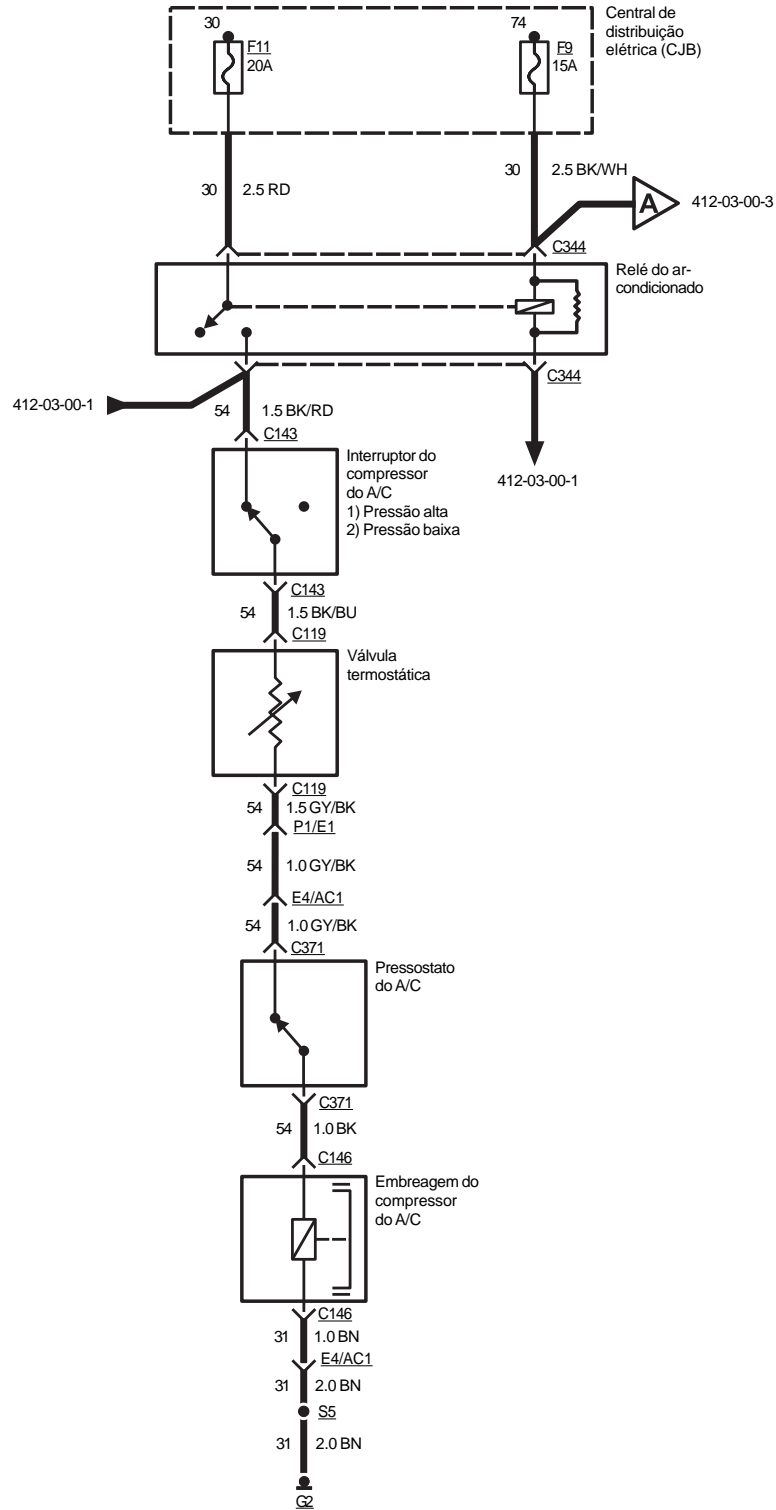 Central de
distribuição
elétrica (CJB)
30
F11
20A
74
F9
15A
30
2.5 RD
30
2.5 BK/WH
A
412-03-00-3
C344
Relé do ar-
condicionado
C344
412-03-00-1
54
1.5 BK/RD
C143
412-03-00-1
Interruptor do
compressor
do A/C
1) Pressão alta
2) Pressão baixa
C143
54
1.5 BK/BU
C119
Válvula
termostática
C119
54
1.5 GY/BK
P1/E1
54
1.0 GY/BK
E4/AC1
54
1.0 GY/BK
C371
Pressostato
do A/C
C371
54
1.0 BK
C146
Embreagem do
compressor
do A/C
C146
31
1.0 BN
E4/AC1
31
2.0 BN
S5
31
2.0 BN
G2